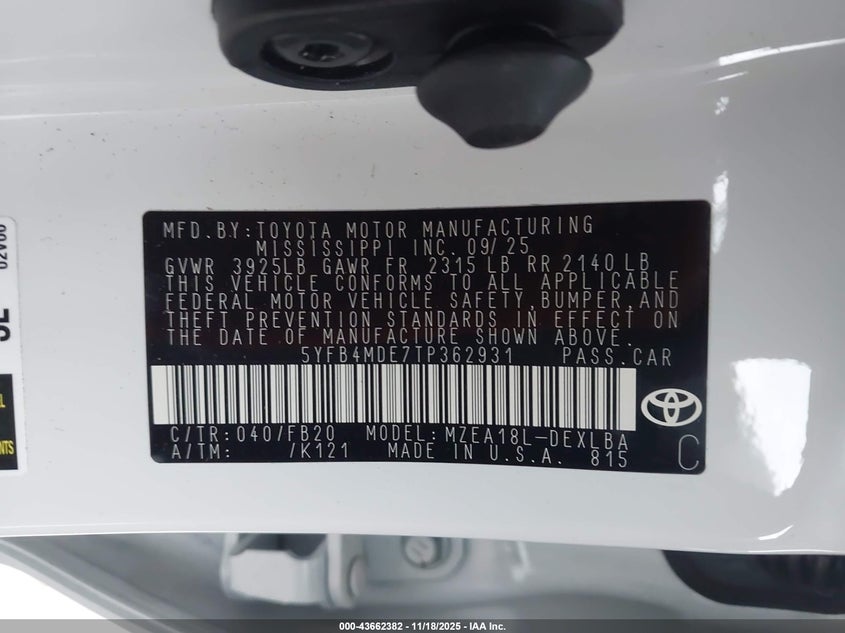 MFD.BY:TOYOTA MOTOR MANUFACTURING
MISSISSIPPI INC. 09/25
GVWR 3925LB GAWR FR 2315 LB RR 2140 LB
THIS VEHICLE CONFORMS TO ALL APPLICABLE
FEDERAL MOTOR VEHICLE SAFETY, BUMPER, AND
THEFT PREVENTION STANDARDS IN EFFECT ON
THE DATE OF MANUFACTURE SHOWN ABOVE.
5YFB4MDE7TP362931 PASS.CAR
C/TR:040/FB20 MODEL:MZEA18L-DEXLBA
A/TM: /K121 MADE IN U.S.A. 815 C
000-43662382 - 11/18/2025 - IAA Inc.